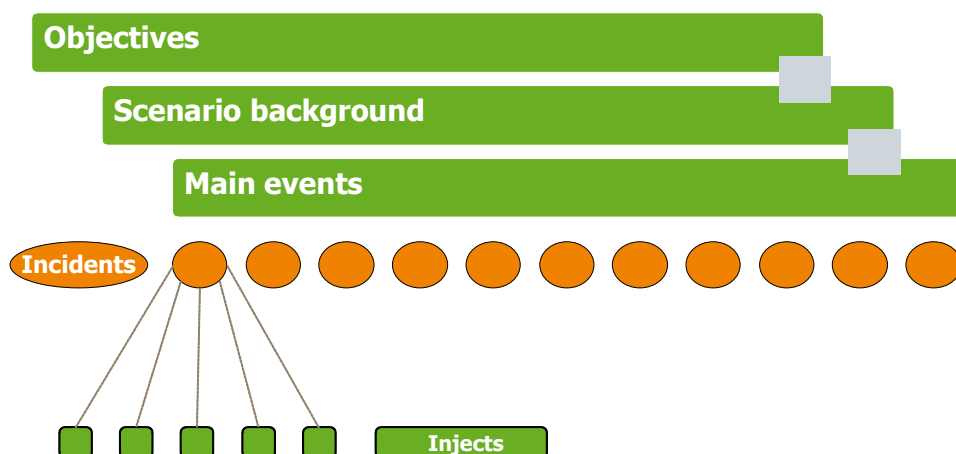 Objectives
Scenario background
Main events
Incidents
Injects